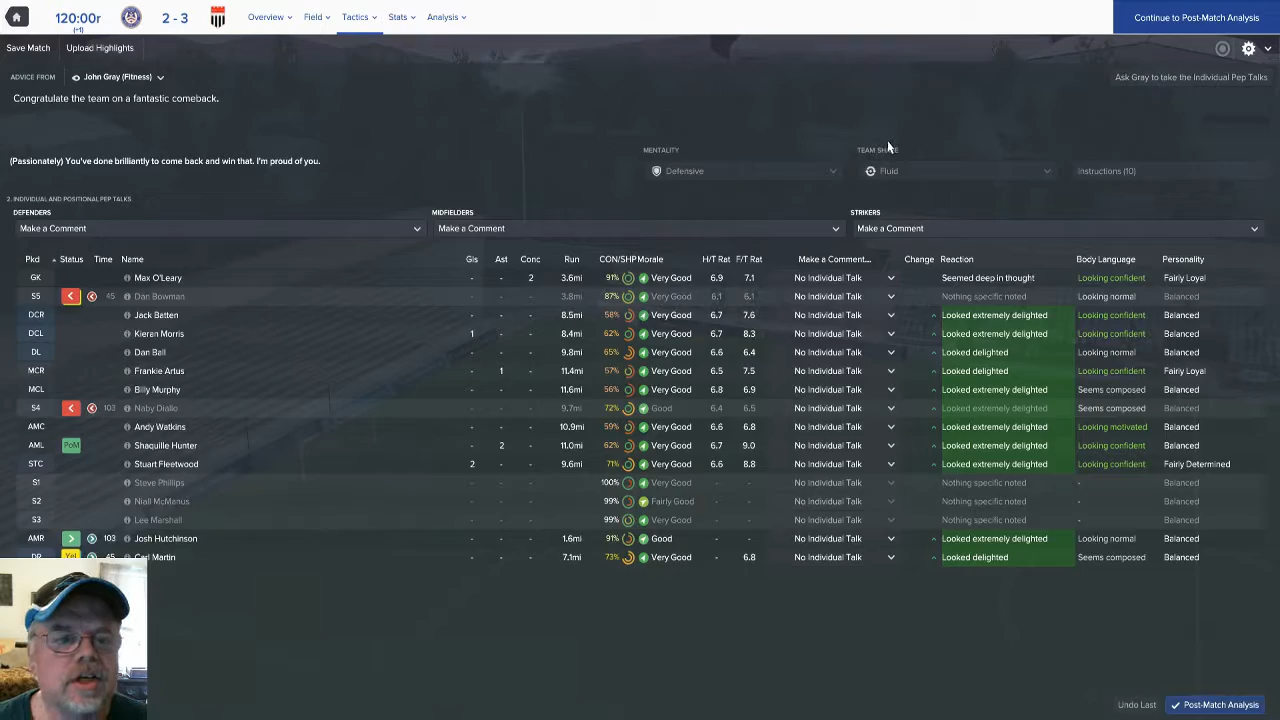 120:00r
(+1)
2 - 3
Overview
Field
Tactics
Stats
Analysis
Continue to Post-Match Analysis
Save Match
Upload Highlights
ADVICE FROM
John Gray (Fitness)
Ask Gray to take the Individual Pep Talks
Congratulate the team on a fantastic comeback.
(Passionately) You've done brilliantly to come back and win that. I'm proud of you.
MENTALITY
Defensive
TEAM SHAPE
Fluid
Instructions (10)
2. INDIVIDUAL AND POSITIONAL PEP TALKS
DEFENDERS
MIDFIELDERS
STRIKERS
Make a Comment
Make a Comment
Make a Comment
Pkd Status Time Name Gls Ast Conc Run CON/SHP Morale H/T Rat F/T Rat Make a Comment... Change Reaction Body Language Personality
GK Max O'Leary - - 2 3.6mi 91% Very Good 6.9 7.1 No Individual Talk Seemed deep in thought Looking confident Fairly Loyal
S5 45 Dan Bowman - - - 3.8mi 87% Very Good 6.1 6.1 No Individual Talk Nothing specific noted Looking normal Balanced
DCR Jack Batten - - - 8.5mi 58% Very Good 6.7 7.6 No Individual Talk Looked extremely delighted Looking confident Balanced
DCL Kieran Morris 1 - - 8.4mi 62% Very Good 6.7 8.3 No Individual Talk Looked extremely delighted Looking confident Balanced
DL Dan Ball - - - 9.8mi 65% Very Good 6.6 6.4 No Individual Talk Looked delighted Looking normal Balanced
MCR Frankie Artus - 1 - 11.4mi 57% Very Good 6.5 7.5 No Individual Talk Looked delighted Looking confident Fairly Loyal
MCL Billy Murphy - - - 11.6mi 56% Very Good 6.8 6.9 No Individual Talk Looked extremely delighted Seems composed Balanced
S4 103 Naby Diallo - - - 9.7mi 72% Good 6.4 6.5 No Individual Talk Looked extremely delighted Seems composed Balanced
AMC Andy Watkins - - - 10.9mi 59% Very Good 6.6 6.8 No Individual Talk Looked extremely delighted Looking motivated Balanced
AML PoM Shaquille Hunter - 2 - 11.0mi 62% Very Good 6.7 9.0 No Individual Talk Looked extremely delighted Looking confident Balanced
STC Stuart Fleetwood 2 - - 9.6mi 71% Very Good 6.6 8.8 No Individual Talk Looked extremely delighted Looking confident Fairly Determined
S1 Steve Phillips 100% Very Good - - No Individual Talk Nothing specific noted - Balanced
S2 Niall McManus 99% Fairly Good - - No Individual Talk Nothing specific noted - Balanced
S3 Lee Marshall 99% Very Good - - No Individual Talk Nothing specific noted - Balanced
AMR 103 Josh Hutchinson - - - 1.6mi 91% Good - - No Individual Talk Looked extremely delighted Looking normal Balanced
DR Yel 45 Carl Martin - - - 7.1mi 73% Very Good - 6.8 No Individual Talk Looked delighted Seems composed Balanced
Undo Last
Post-Match Analysis